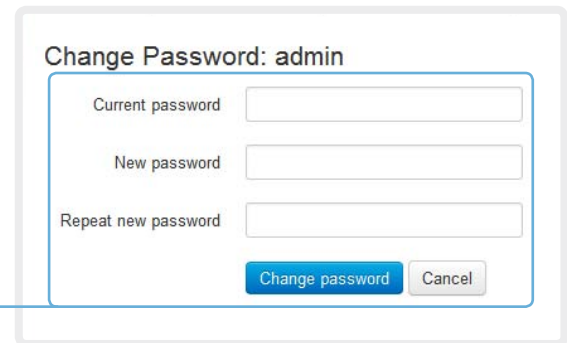 Change Password: admin
Current password
New password
Repeat new password
Change password Cancel